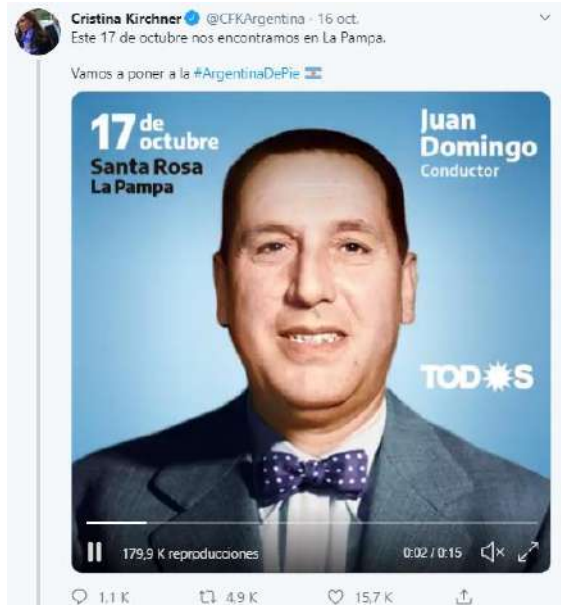 Cristina Kirchner @CFKArgentina · 16 oct.
Este 17 de octubre nos encontramos en La Pampa.
Vamos a poner a la #ArgentinaDePie
17 de octubre
Santa Rosa
La Pampa
Juan
Domingo
Conductor
TODOS
179,9 K reproducciones
0:02 / 0:15
1,1 K
4,9 K
15,7 K